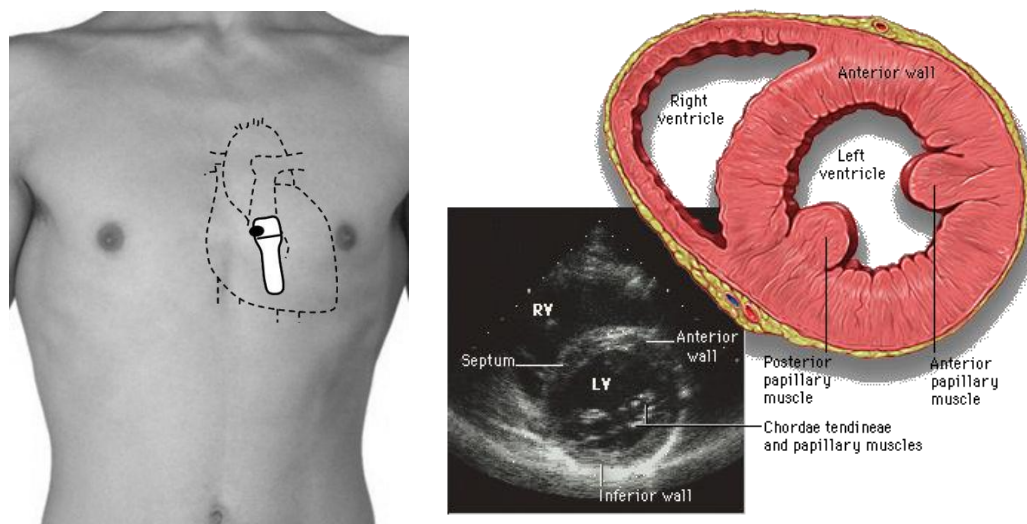 Anterior wall
Right
ventricle
Left
ventricle
RV
Anterior
wall
Septum
LV
Posterior
papillary
muscle
Anterior
papillary
muscle
Chordae tendineae
and papillary muscles
Inferior wall